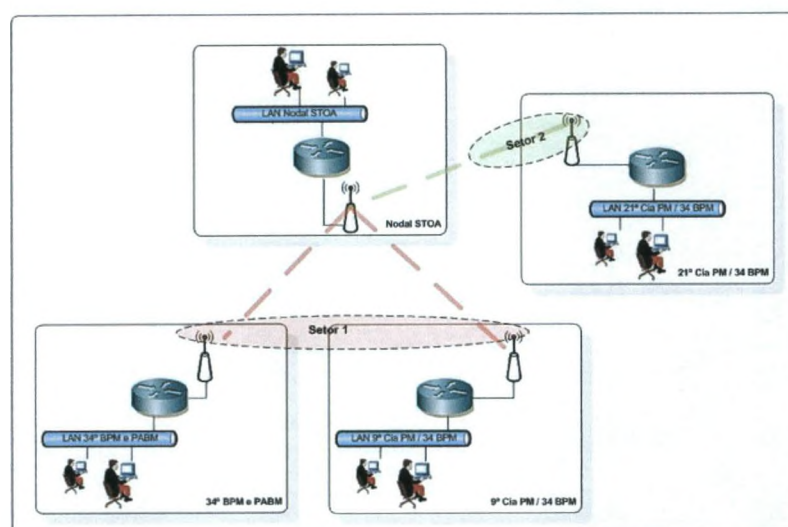 LAN Nodal STOA
Nodal STOA
Setor 2
LAN 21ª Cia PM / 34 BPM
21ª Cia PM / 34 BPM
Setor 1
LAN 34º BPM e PABM
34º BPM e PABM
LAN 9ª Cia PM / 34 BPM
9ª Cia PM / 34 BPM